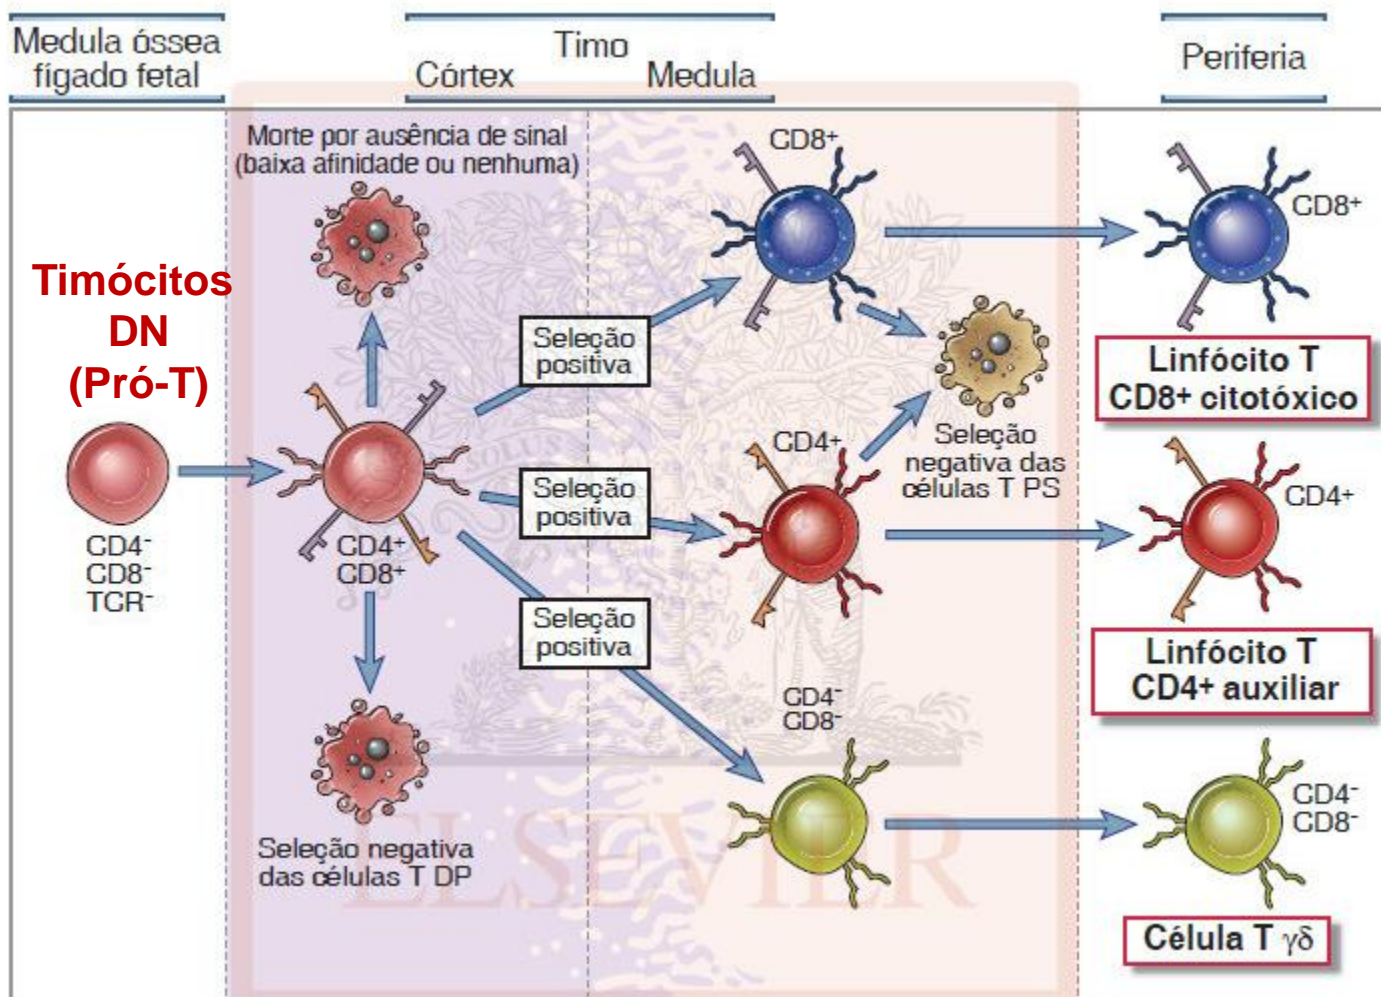 Medula óssea
fígado fetal
Timo
Córtex
Medula
Periferia
Morte por ausência de sinal
(baixa afinidade ou nenhuma)
CD8⁺
CD8⁺
Timócitos
DN
(Pró-T)
Seleção
positiva
Linfócito T
CD8⁺ citotóxico
CD4⁺
Seleção
negativa das
células T PS
SOLUS
Seleção
positiva
CD4⁺
CD4⁻
CD8⁻
TCR⁻
CD4⁺
CD8⁺
Seleção
positiva
Linfócito T
CD4⁺ auxiliar
CD4⁻
CD8⁻
CD4⁻
CD8⁻
Seleção negativa
das células T DP
ELSEVIER
Célula T γδ